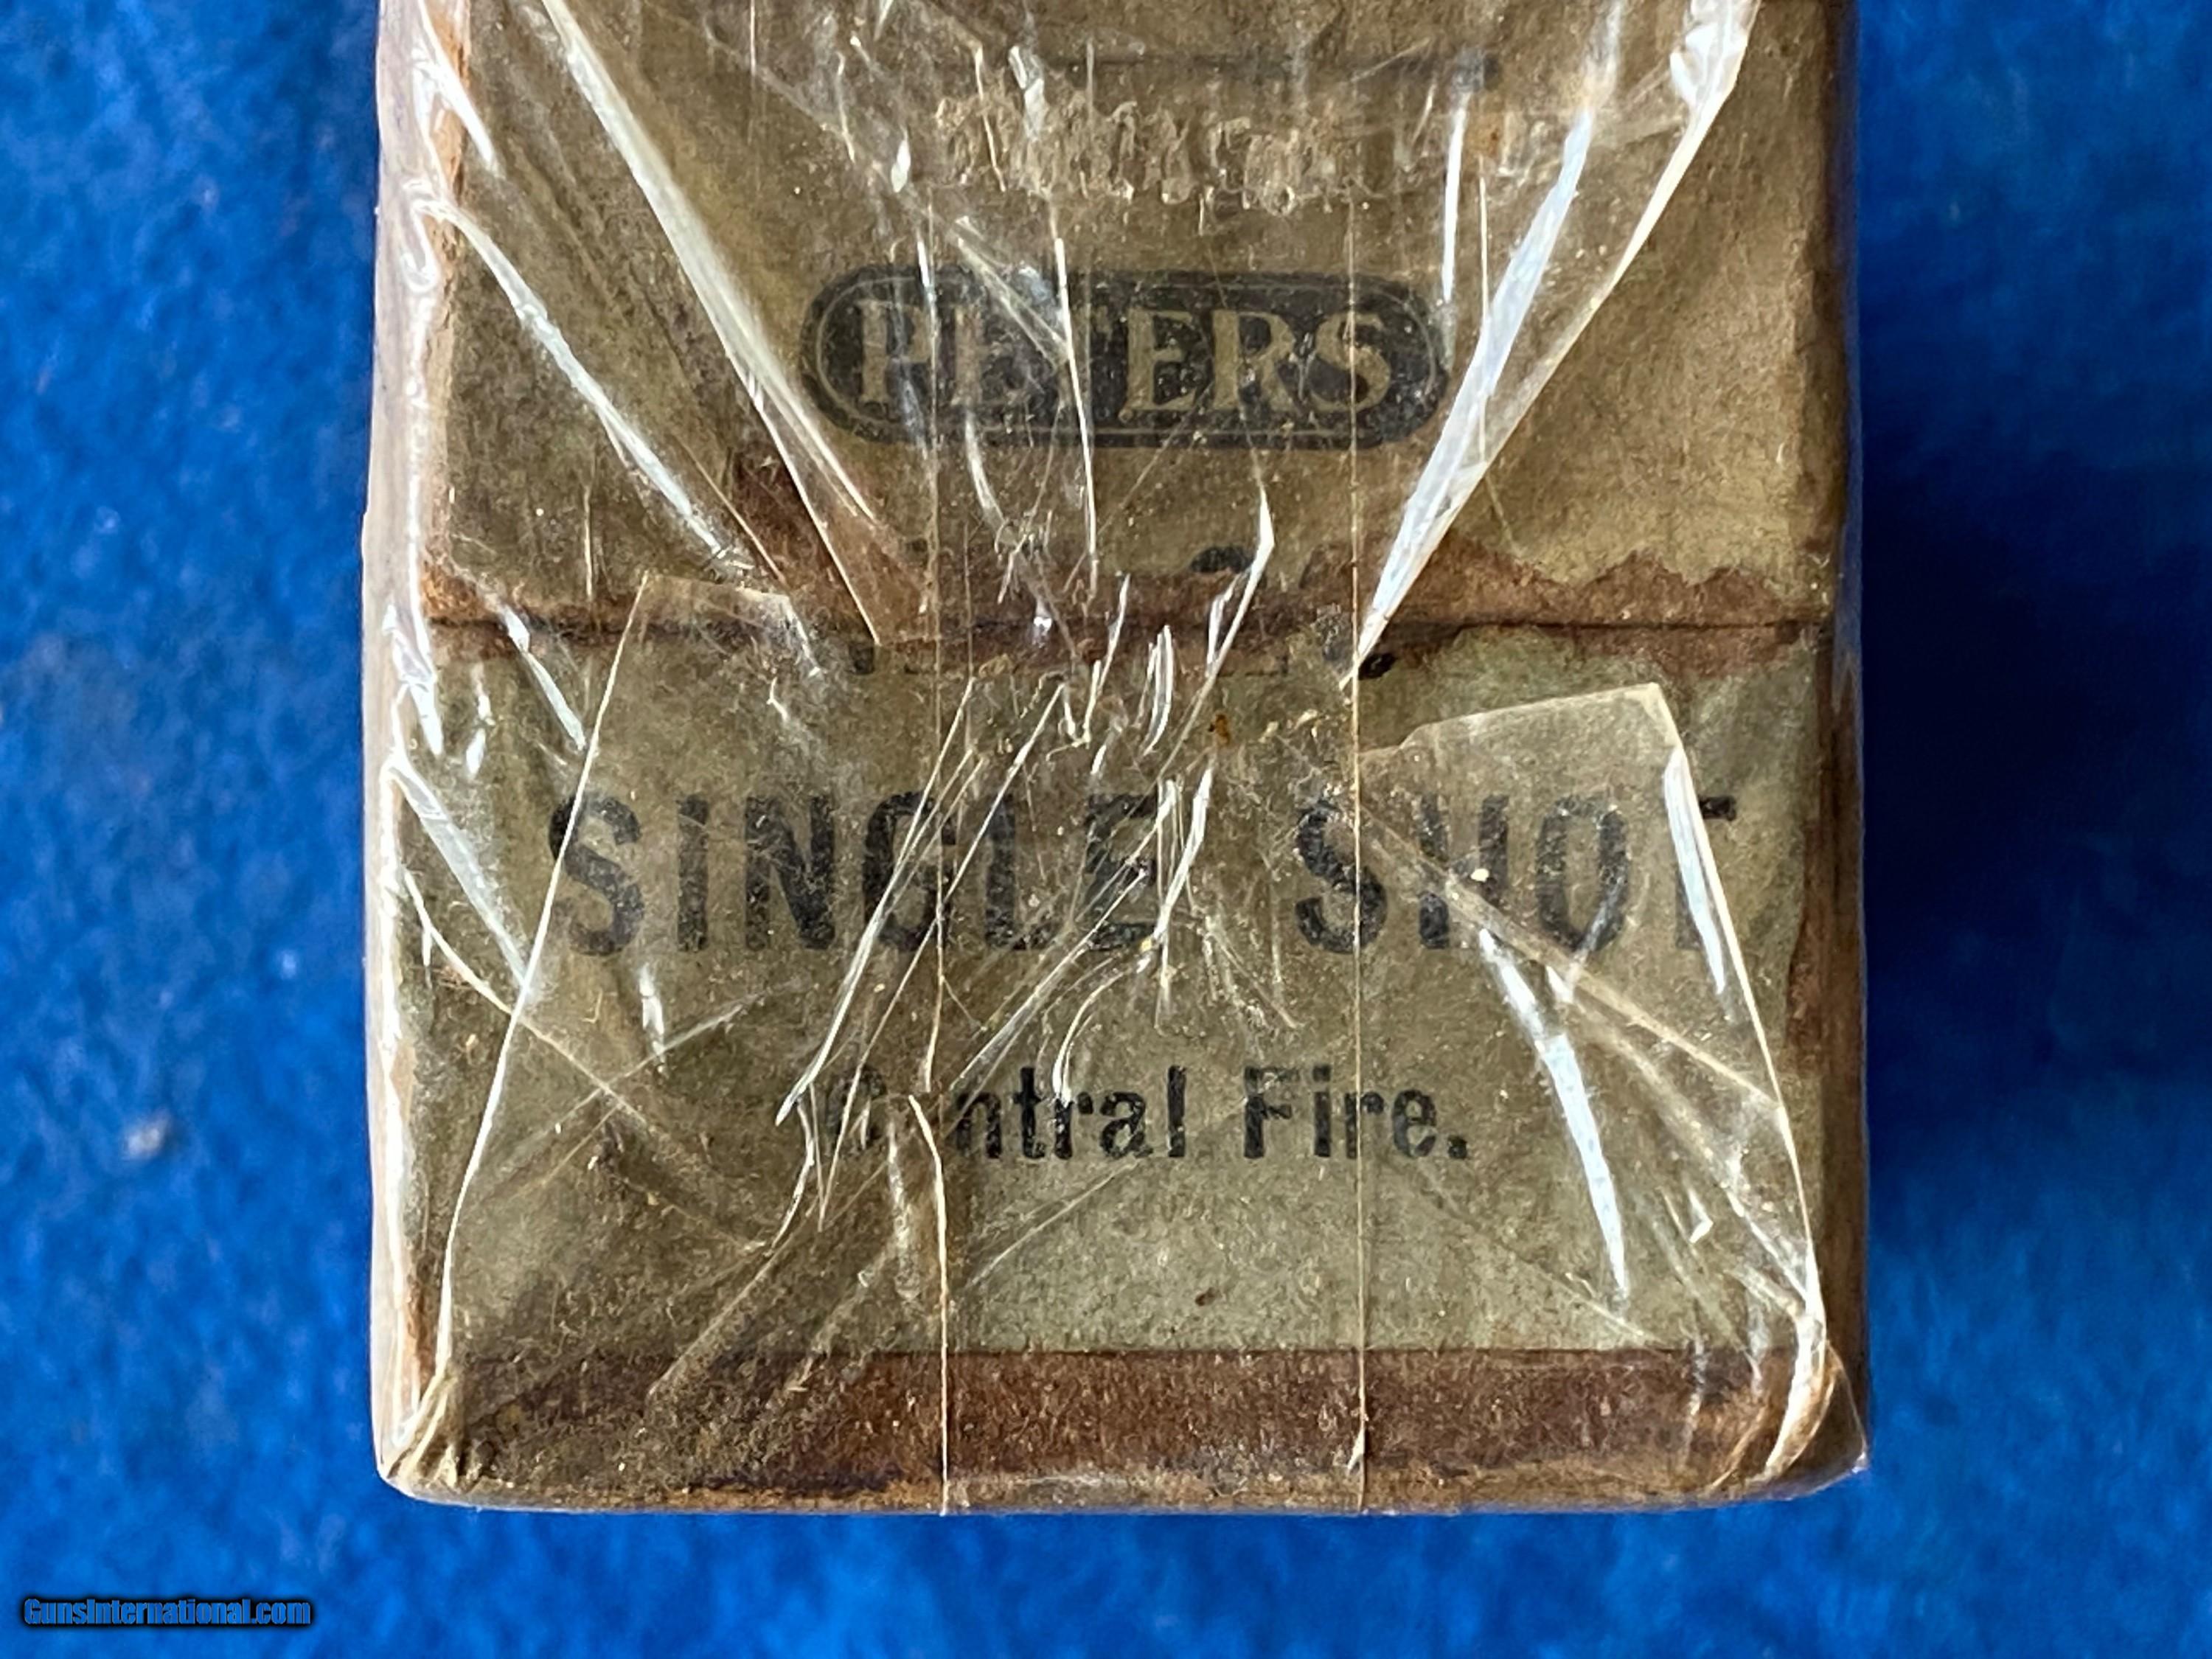 PETERS
SINGLE SHOT
Central Fire.
GunsInternational.com